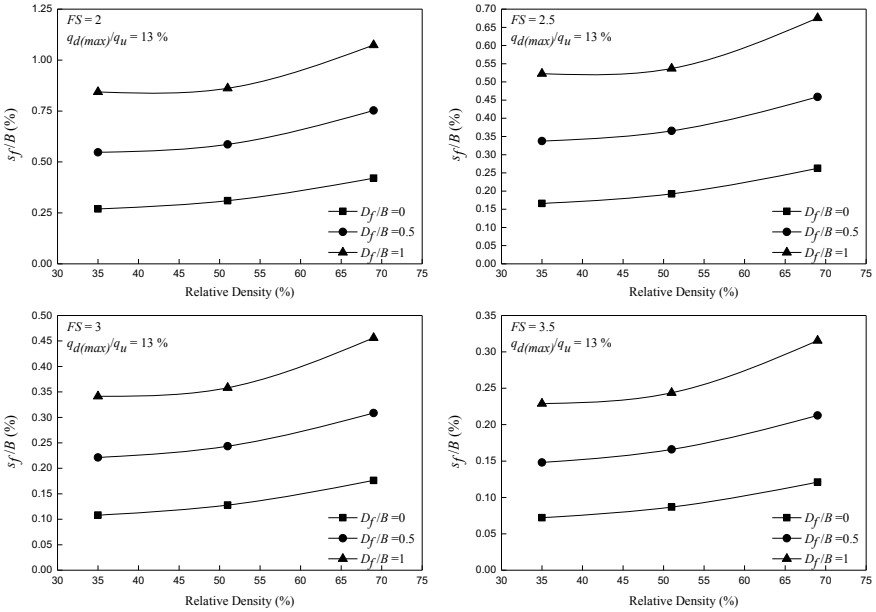 FS = 2
q_d(max)/q_u = 13 %
1.25
1.00
0.75
0.50
0.25
0.00
s_f/B (%)
D_f/B=0
D_f/B=0.5
D_f/B=1
30 35 40 45 50 55 60 65 70 75
Relative Density (%)
FS = 2.5
q_d(max)/q_u = 13 %
0.70
0.65
0.60
0.55
0.50
0.45
0.40
0.35
0.30
0.25
0.20
0.15
0.10
0.05
0.00
s_f/B (%)
D_f/B=0
D_f/B=0.5
D_f/B=1
30 35 40 45 50 55 60 65 70 75
Relative Density (%)
FS = 3
q_d(max)/q_u = 13 %
0.50
0.45
0.40
0.35
0.30
0.25
0.20
0.15
0.10
0.05
0.00
s_f/B (%)
D_f/B=0
D_f/B=0.5
D_f/B=1
30 35 40 45 50 55 60 65 70 75
Relative Density (%)
FS = 3.5
q_d(max)/q_u = 13 %
0.35
0.30
0.25
0.20
0.15
0.10
0.05
0.00
s_f/B (%)
D_f/B=0
D_f/B=0.5
D_f/B=1
30 35 40 45 50 55 60 65 70 75
Relative Density (%)